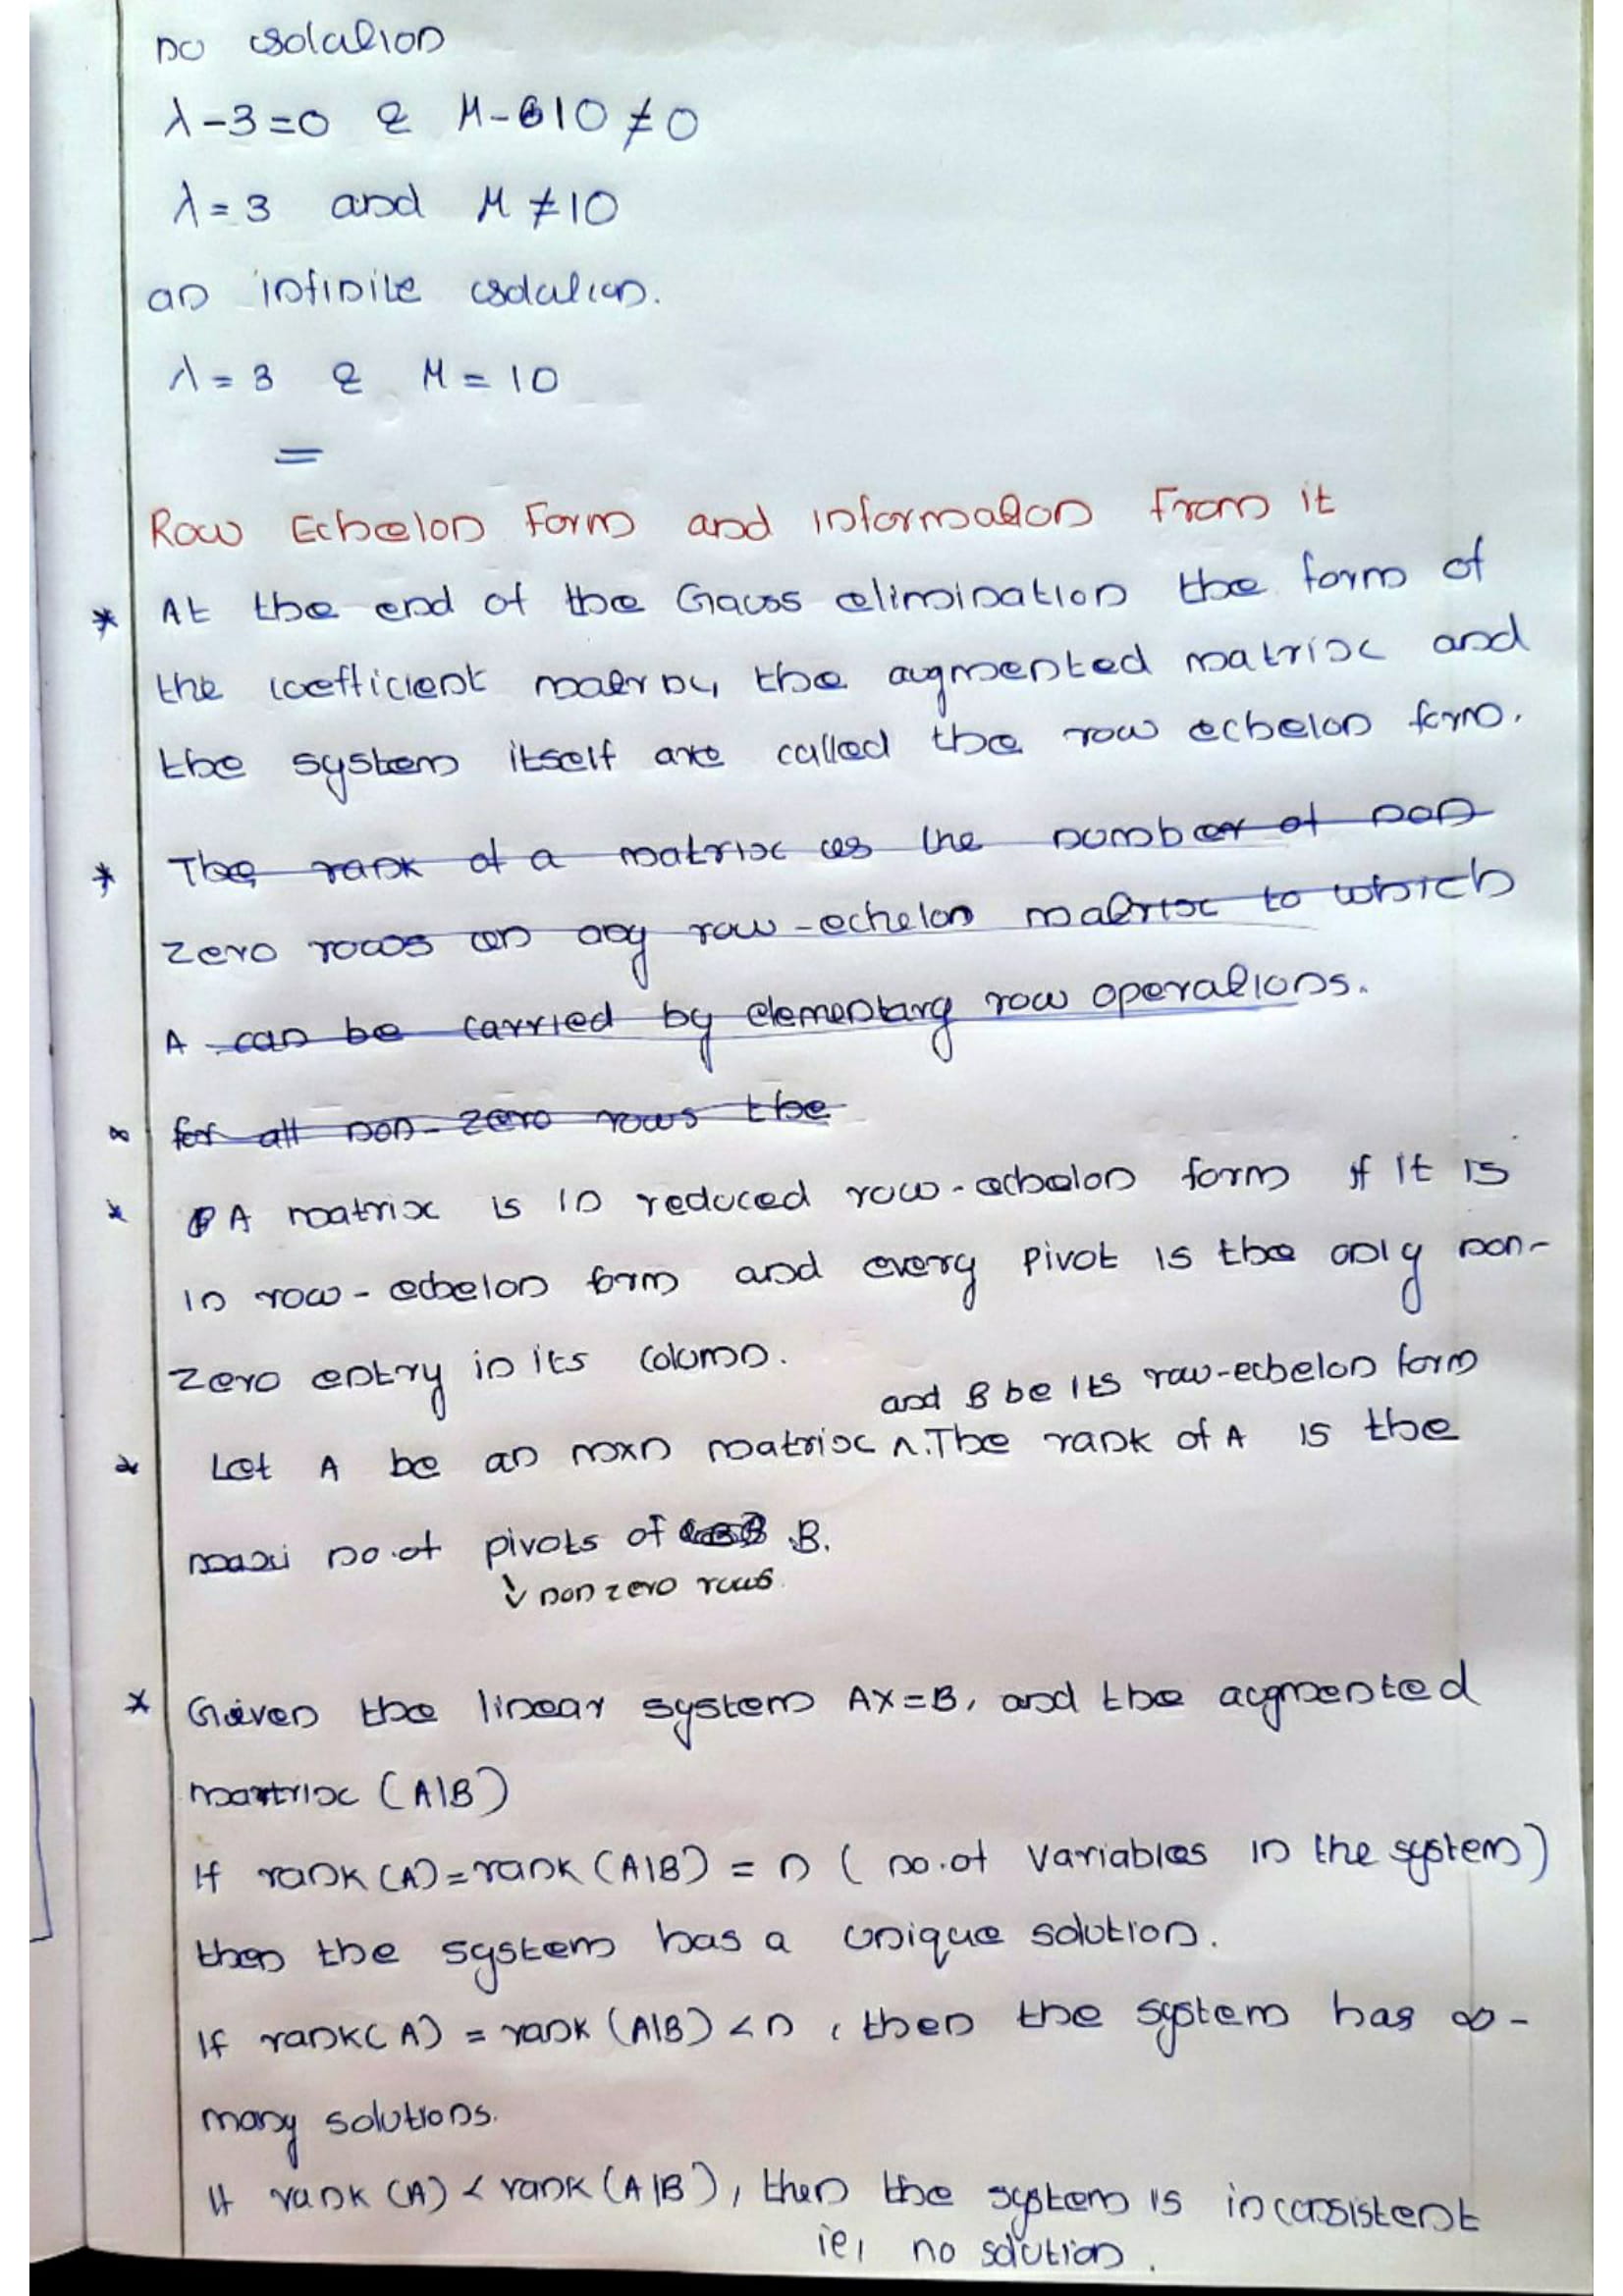 no solution
λ-3=0 & μ-10≠0
λ=3 and μ≠10
an infinite solution.
λ=3 & μ=10
=
Row Echelon Form and information from it
* At the end of the Gauss elimination the form of
the coefficient matrix, the augmented matrix and
the system itself are called the row echelon form.
* The rank of a matrix is the number of non
zero rows in any row-echelon matrix to which
A can be carried by elementary row operations.
for all non-zero rows the
* A matrix is in reduced row-echelon form if it is
in row-echelon form and every pivot is the only non-
zero entry in its column.
and B be its row-echelon form
* Let A be an mxn matrix ∧. The rank of A is the
maxi no.of pivots of B.
↓ non zero rows.
* Given the linear system AX=B, and the augmented
matrix (A|B)
If rank (A)=rank (A|B) = n ( no.of variables in the system)
then the system has a unique solution.
If rank(A) = rank (A|B) <n, then the system has ∞-
many solutions.
If rank (A) < rank (A|B), then the system is inconsistent
ie, no solution.